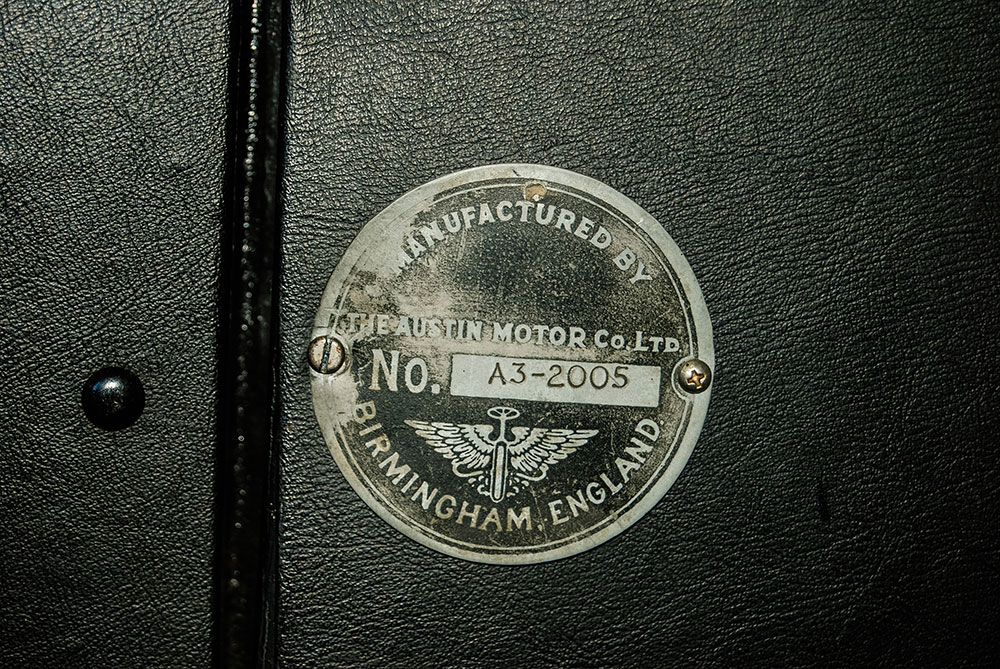 MANUFACTURED BY
THE AUSTIN MOTOR Co. LTD
No. A3-2005
BIRMINGHAM, ENGLAND.